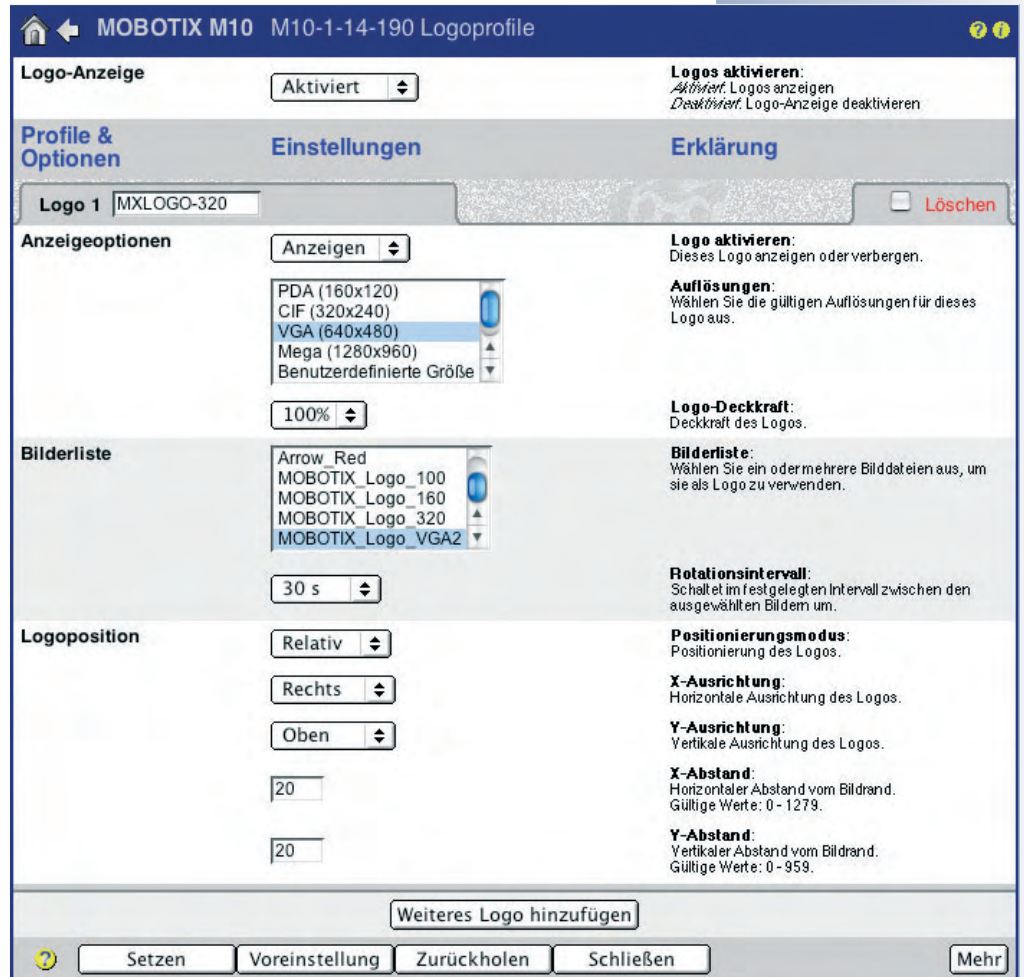 MOBOTIX M10 M10-1-14-190 Logoprofile
Logo-Anzeige
Aktiviert
Logos aktivieren:
Aktiviert: Logos anzeigen
Deaktiviert: Logo-Anzeige deaktivieren
Profile &
Optionen
Einstellungen
Erklärung
Logo 1 MXLOGO-320
Löschen
Anzeigeoptionen
Anzeigen
Logo aktivieren:
Dieses Logo anzeigen oder verbergen.
PDA (160x120)
CIF (320x240)
VGA (640x480)
Mega (1280x960)
Benutzerdefinierte Größe
Auflösungen:
Wählen Sie die gültigen Auflösungen für dieses
Logo aus.
100%
Logo-Deckkraft:
Deckkraft des Logos.
Bilderliste
Arrow_Red
MOBOTIX_Logo_100
MOBOTIX_Logo_160
MOBOTIX_Logo_320
MOBOTIX_Logo_VGA2
Bilderliste:
Wählen Sie ein oder mehrere Bilddateien aus, um
sie als Logo zu verwenden.
30 s
Rotationsintervall:
Schaltet im festgelegten Intervall zwischen den
ausgewählten Bildern um.
Logoposition
Relativ
Positionierungsmodus:
Positionierung des Logos.
Rechts
X-Ausrichtung:
Horizontale Ausrichtung des Logos.
Oben
Y-Ausrichtung:
Vertikale Ausrichtung des Logos.
20
X-Abstand:
Horizontaler Abstand vom Bildrand.
Gültige Werte: 0 - 1279.
20
Y-Abstand:
Vertikaler Abstand vom Bildrand.
Gültige Werte: 0 - 959.
Weiteres Logo hinzufügen
Setzen
Voreinstellung
Zurückholen
Schließen
Mehr